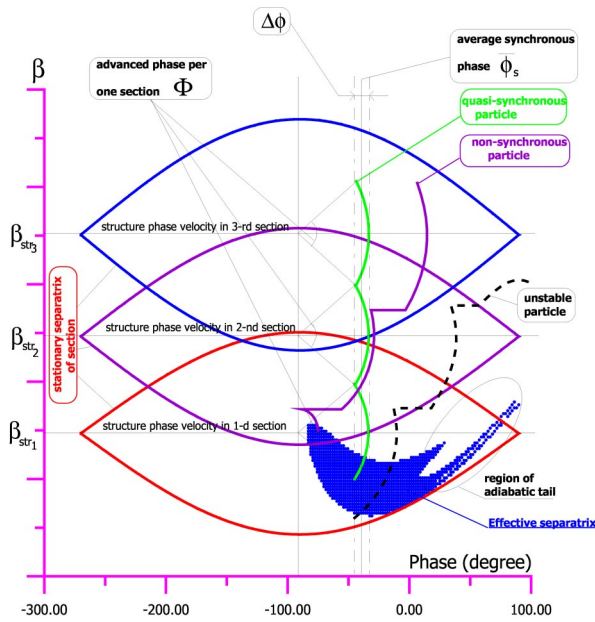 Δϕ
average synchronous
phase ϕ̅s
β
advanced phase per
one section Φ
quasi-synchronous
particle
non-synchronous
particle
structure phase velocity in 3-rd section
βstr3
unstable
particle
stationary separatrix
of section
structure phase velocity in 2-nd section
βstr2
structure phase velocity in 1-d section
βstr1
region of
adiabatic tail
Effective separatrix
Phase (degree)
-300.00 -200.00 -100.00 0.00 100.00